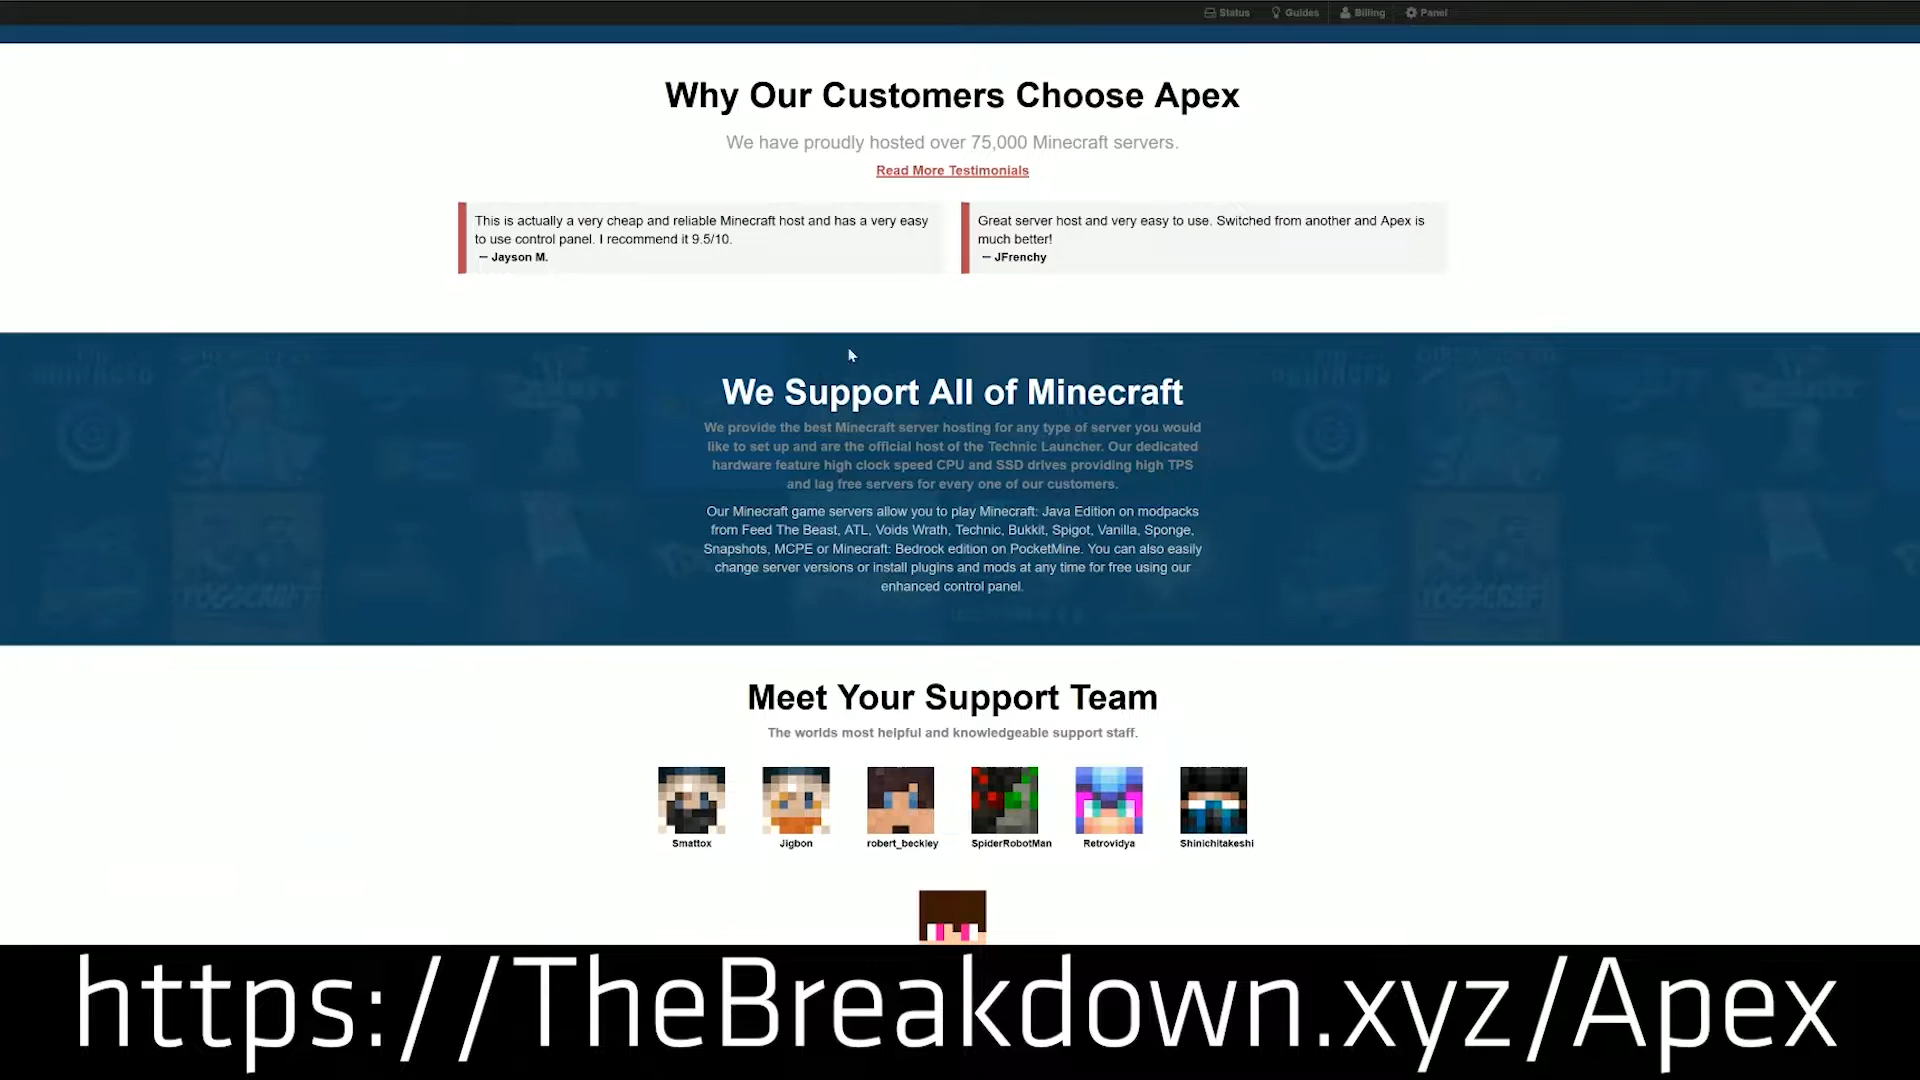 Status Guides Billing Panel
Why Our Customers Choose Apex
We have proudly hosted over 75,000 Minecraft servers.
Read More Testimonials
This is actually a very cheap and reliable Minecraft host and has a very easy
to use control panel. I recommend it 9.5/10.
— Jayson M.
Great server host and very easy to use. Switched from another and Apex is
much better!
— JFrenchy
We Support All of Minecraft
We provide the best Minecraft server hosting for any type of server you would
like to set up and are the official host of the Technic Launcher. Our dedicated
hardware feature high clock speed CPU and SSD drives providing high TPS
and lag free servers for every one of our customers.
Our Minecraft game servers allow you to play Minecraft: Java Edition on modpacks
from Feed The Beast, ATL, Voids Wrath, Technic, Bukkit, Spigot, Vanilla, Sponge,
Snapshots, MCPE or Minecraft: Bedrock edition on PocketMine. You can also easily
change server versions or install plugins and mods at any time for free using our
enhanced control panel.
YOGSCRAFT
YOGSCRAFT
Meet Your Support Team
The worlds most helpful and knowledgeable support staff.
Smattox Jigbon robert_beckley SpiderRobotMan Retrovidya Shinichitakeshi
https://TheBreakdown.xyz/Apex